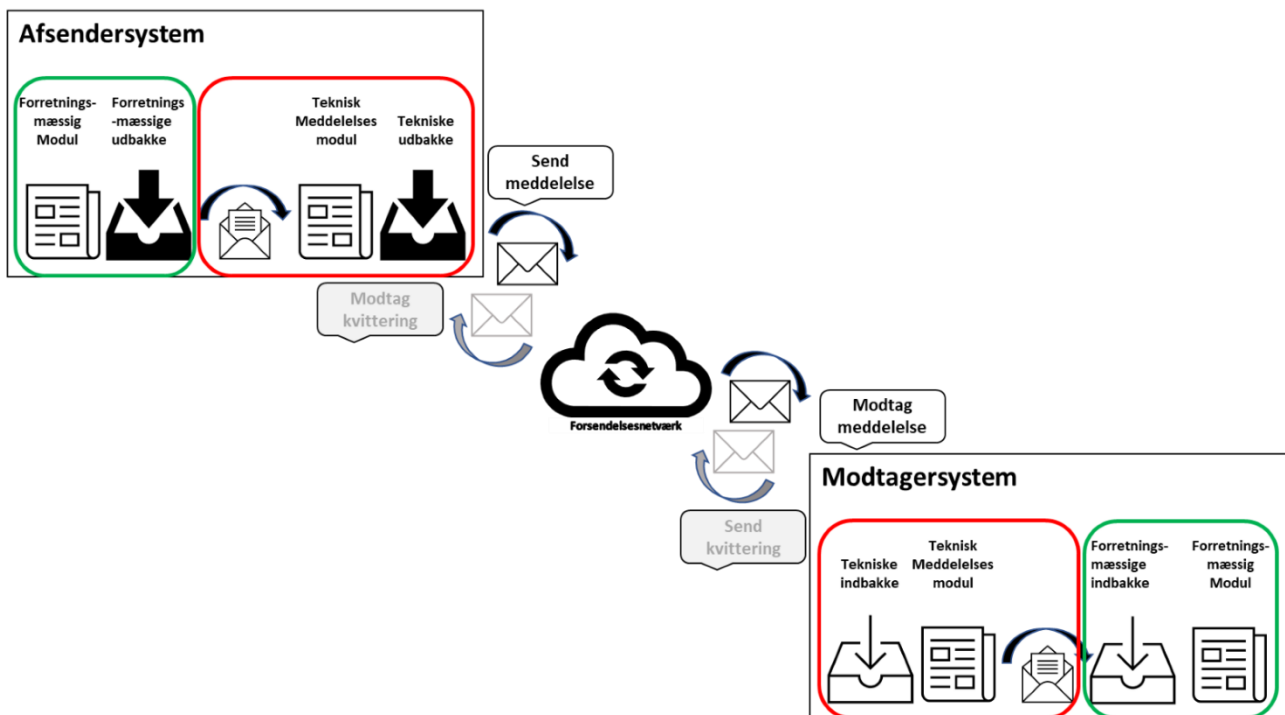 Afsendersystem
Forretnings-
mæssig
Modul
Forretnings
-mæssige
udbakke
Teknisk
Meddelelses
modul
Tekniske
udbakke
Send
meddelelse
Modtag
kvittering
Forsendelsesnetværk
Modtag
meddelelse
Send
kvittering
Modtagersystem
Tekniske
indbakke
Teknisk
Meddelelses
modul
Forretnings-
mæssige
indbakke
Forretnings-
mæssig
Modul